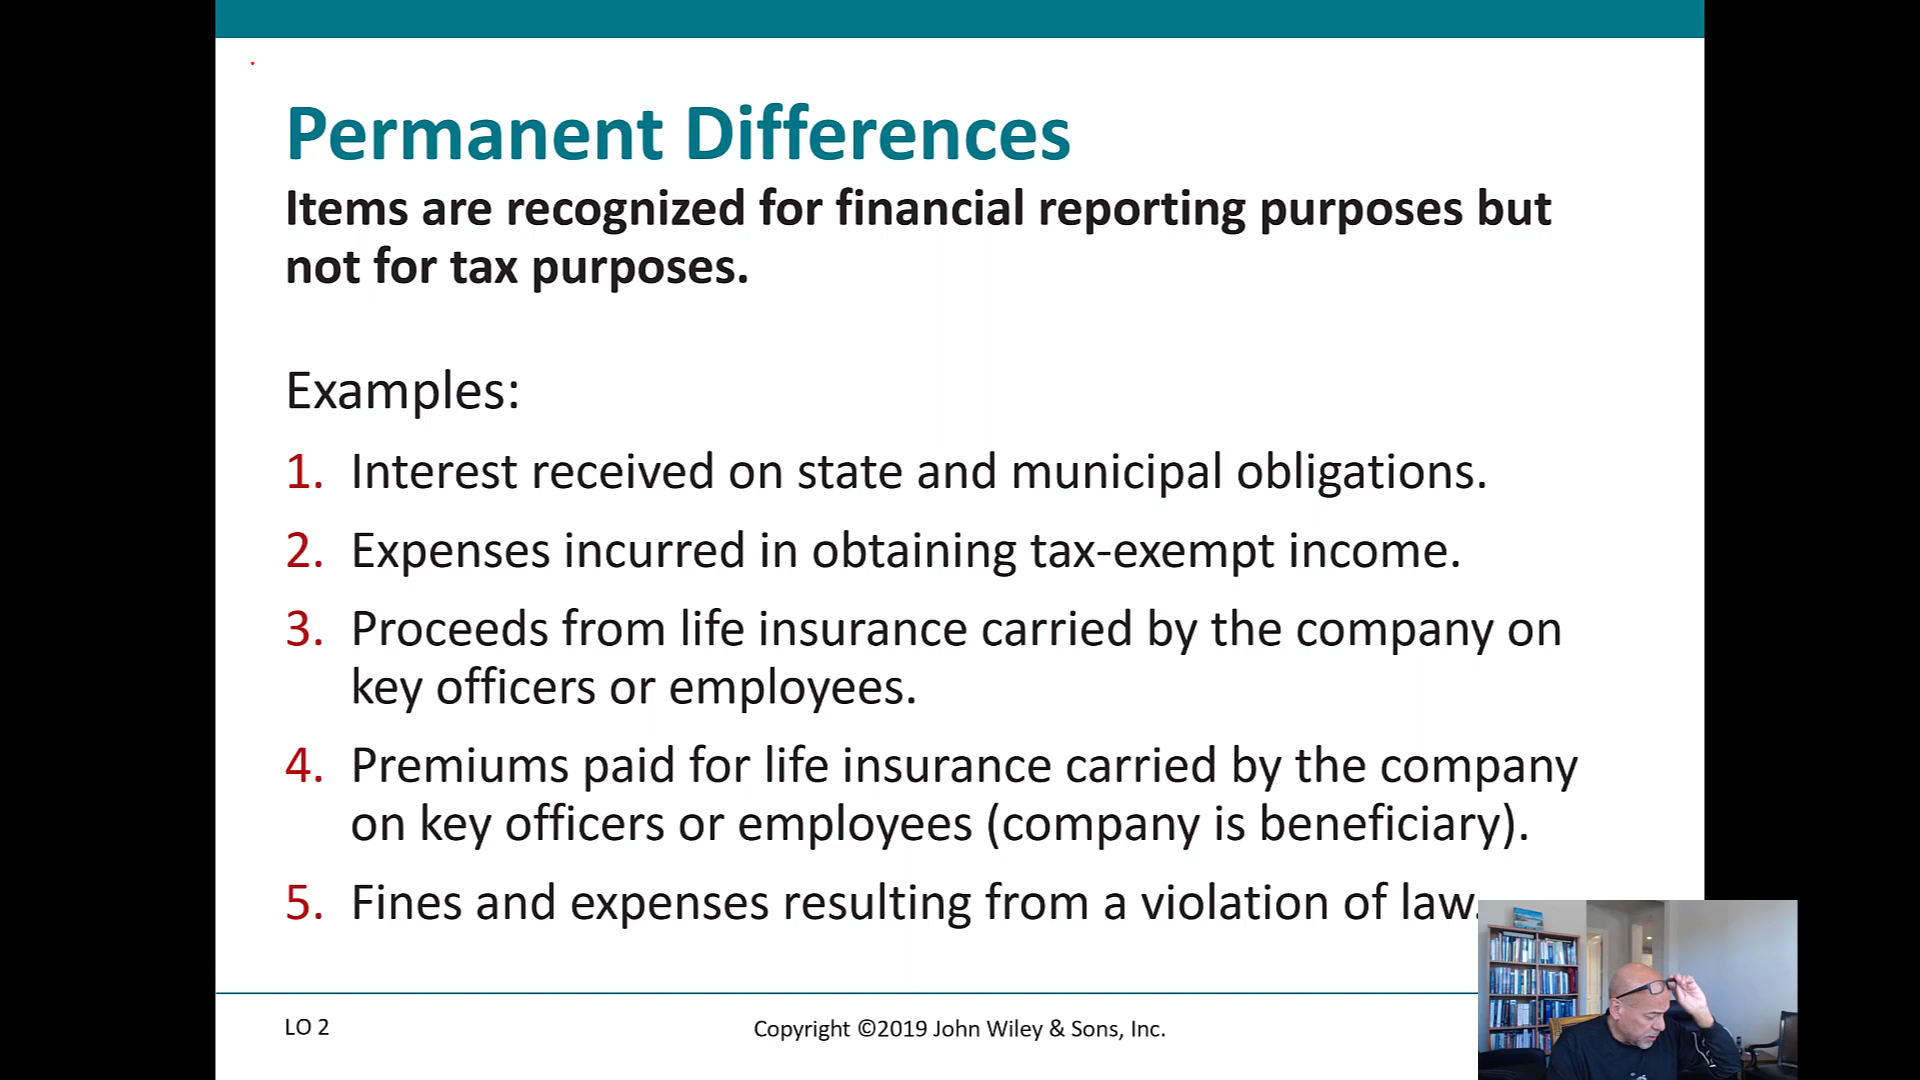 Permanent Differences
Items are recognized for financial reporting purposes but
not for tax purposes.
Examples:
1. Interest received on state and municipal obligations.
2. Expenses incurred in obtaining tax-exempt income.
3. Proceeds from life insurance carried by the company on
key officers or employees.
4. Premiums paid for life insurance carried by the company
on key officers or employees (company is beneficiary).
5. Fines and expenses resulting from a violation of law.
LO 2
Copyright ©2019 John Wiley & Sons, Inc.